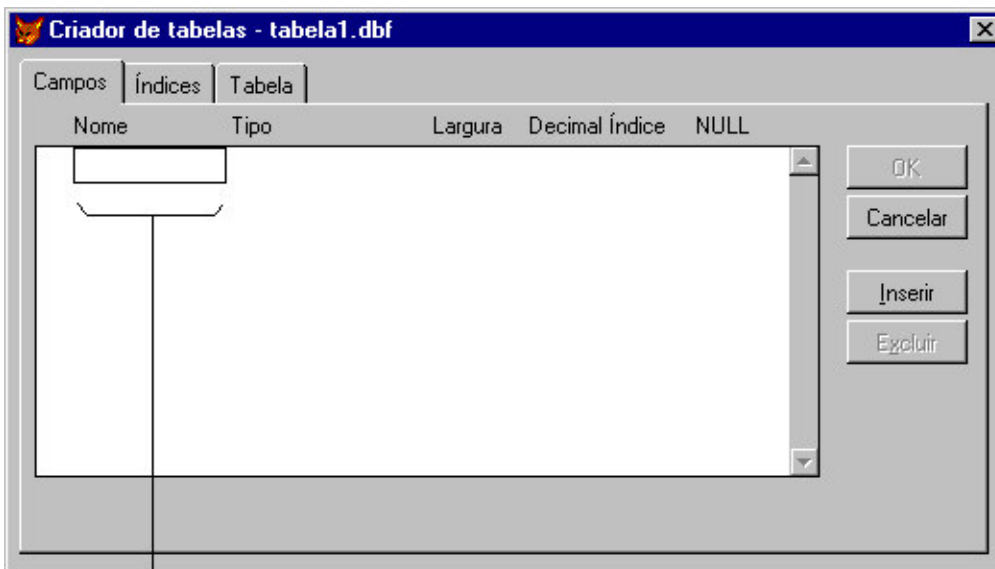 Criador de tabelas - tabela1.dbf
Campos Índices Tabela
Nome Tipo Largura Decimal Índice NULL
OK
Cancelar
Inserir
Excluir